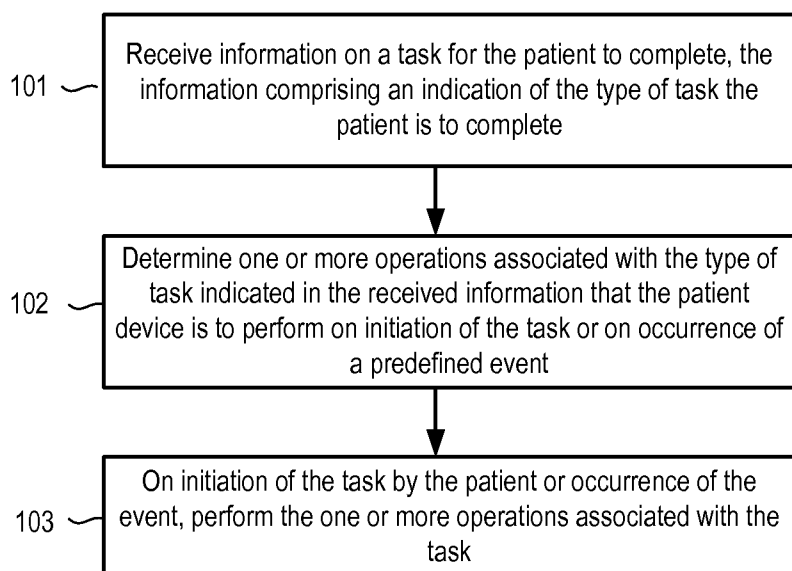 101
Receive information on a task for the patient to complete, the
information comprising an indication of the type of task the
patient is to complete
102
Determine one or more operations associated with the type of
task indicated in the received information that the patient
device is to perform on initiation of the task or on occurrence of
a predefined event
103
On initiation of the task by the patient or occurrence of the
event, perform the one or more operations associated with the
task